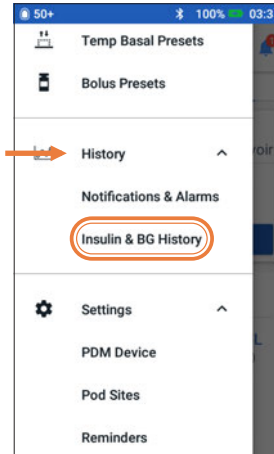 50+ 100% 03:3
Temp Basal Presets
Bolus Presets
History
Notifications & Alarms
Insulin & BG History
Settings
PDM Device
Pod Sites
Reminders